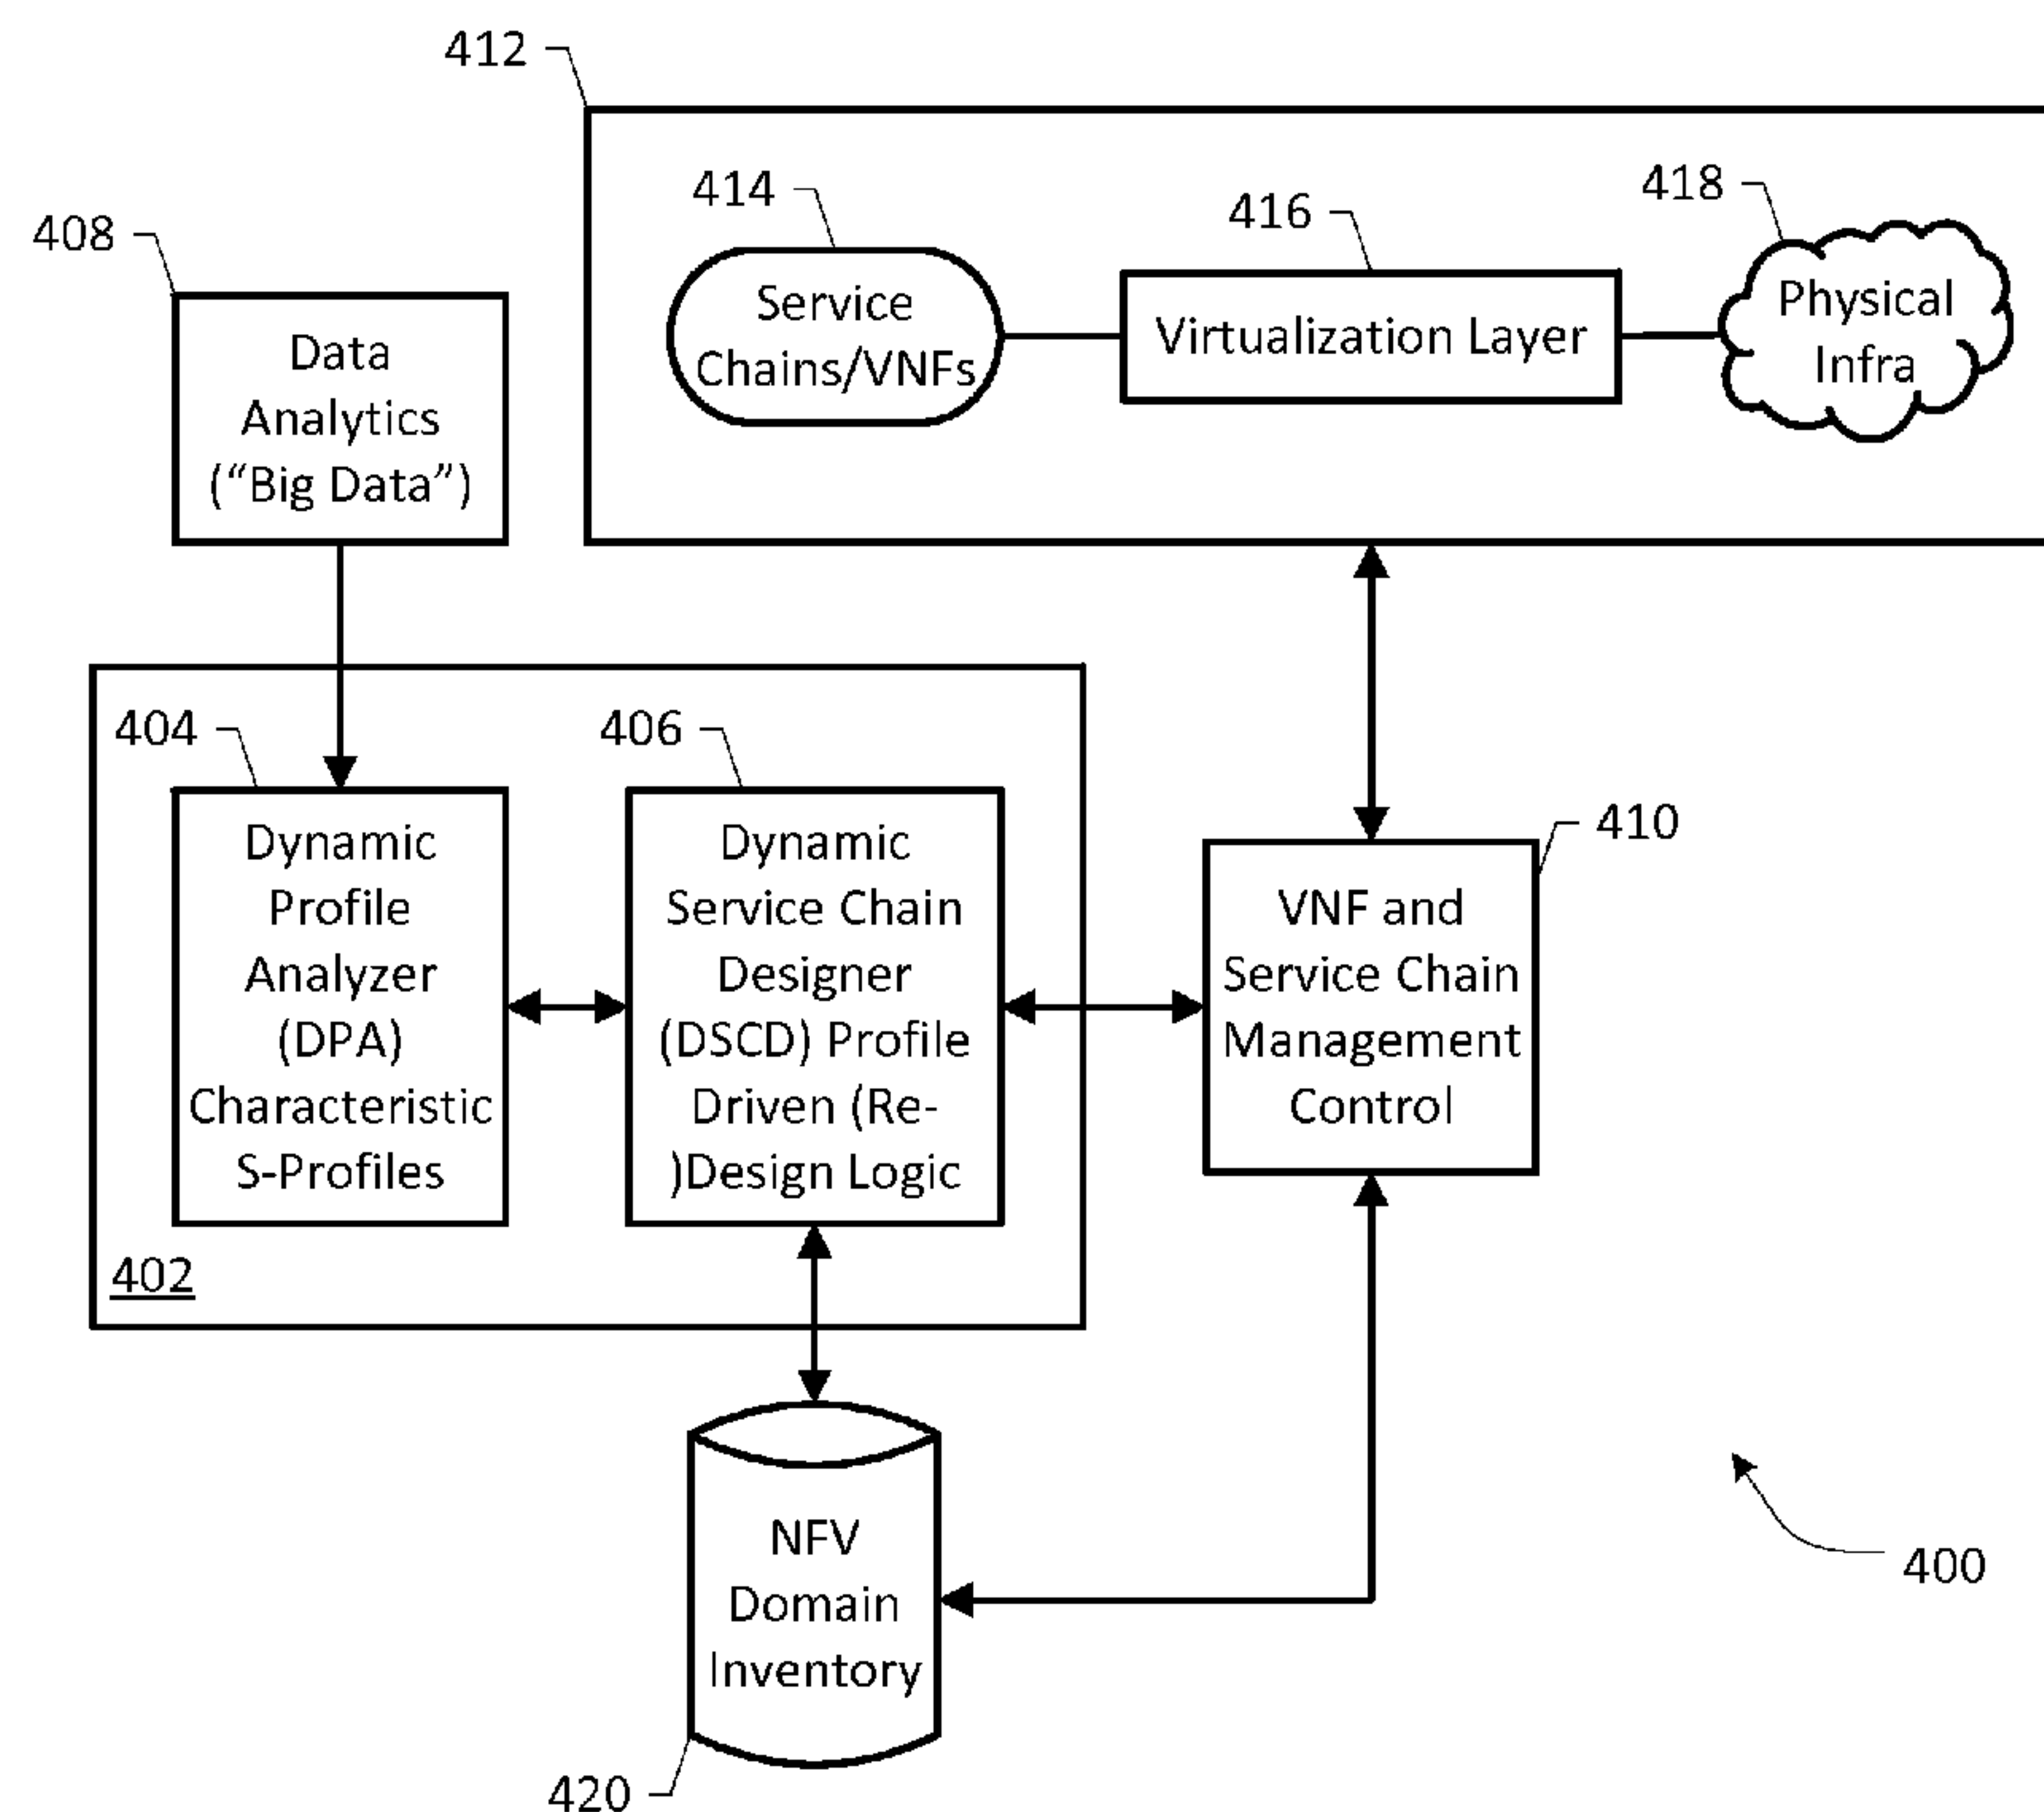 412
414
416
418
408
Service
Chains/VNFs
Virtualization Layer
Physical
Infra
Data
Analytics
(“Big Data”)
404
406
410
Dynamic
Profile
Analyzer
(DPA)
Characteristic
S-Profiles
Dynamic
Service Chain
Designer
(DSCD) Profile
Driven (Re-
)Design Logic
VNF and
Service Chain
Management
Control
402
NFV
Domain
Inventory
400
420